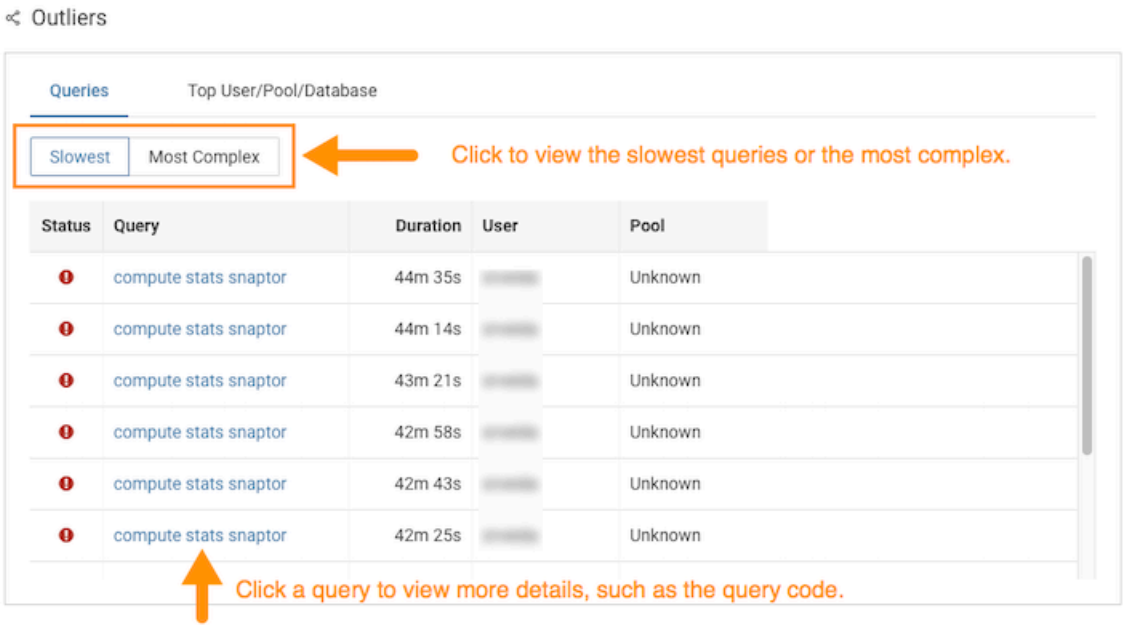 Outliers
Queries Top User/Pool/Database
Slowest Most Complex Click to view the slowest queries or the most complex.
Status Query Duration User Pool
compute stats snaptor 44m 35s Unknown
compute stats snaptor 44m 14s Unknown
compute stats snaptor 43m 21s Unknown
compute stats snaptor 42m 58s Unknown
compute stats snaptor 42m 43s Unknown
compute stats snaptor 42m 25s Unknown
Click a query to view more details, such as the query code.